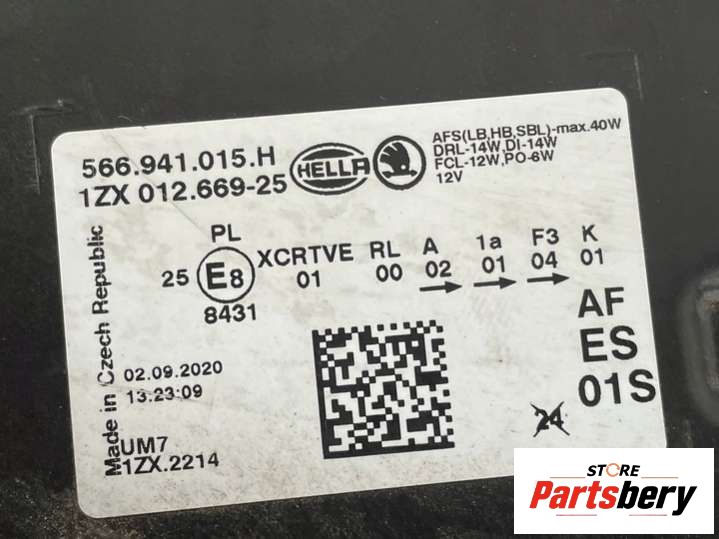 566.941.015.H
1ZX 012.669-25
HELLA
AFS(LB,HB,SBL)-max.40W
DRL-14W,DI-14W
FCL-12W,PO-6W
12V
PL
25 E8
8431
XCRTVE RL A 1a F3 K
01 00 02 01 04 01
AF
ES
01S
Made in Czech Republic
02.09.2020
13:23:09
24
UM7
1ZX.2214
STORE
Partsbery